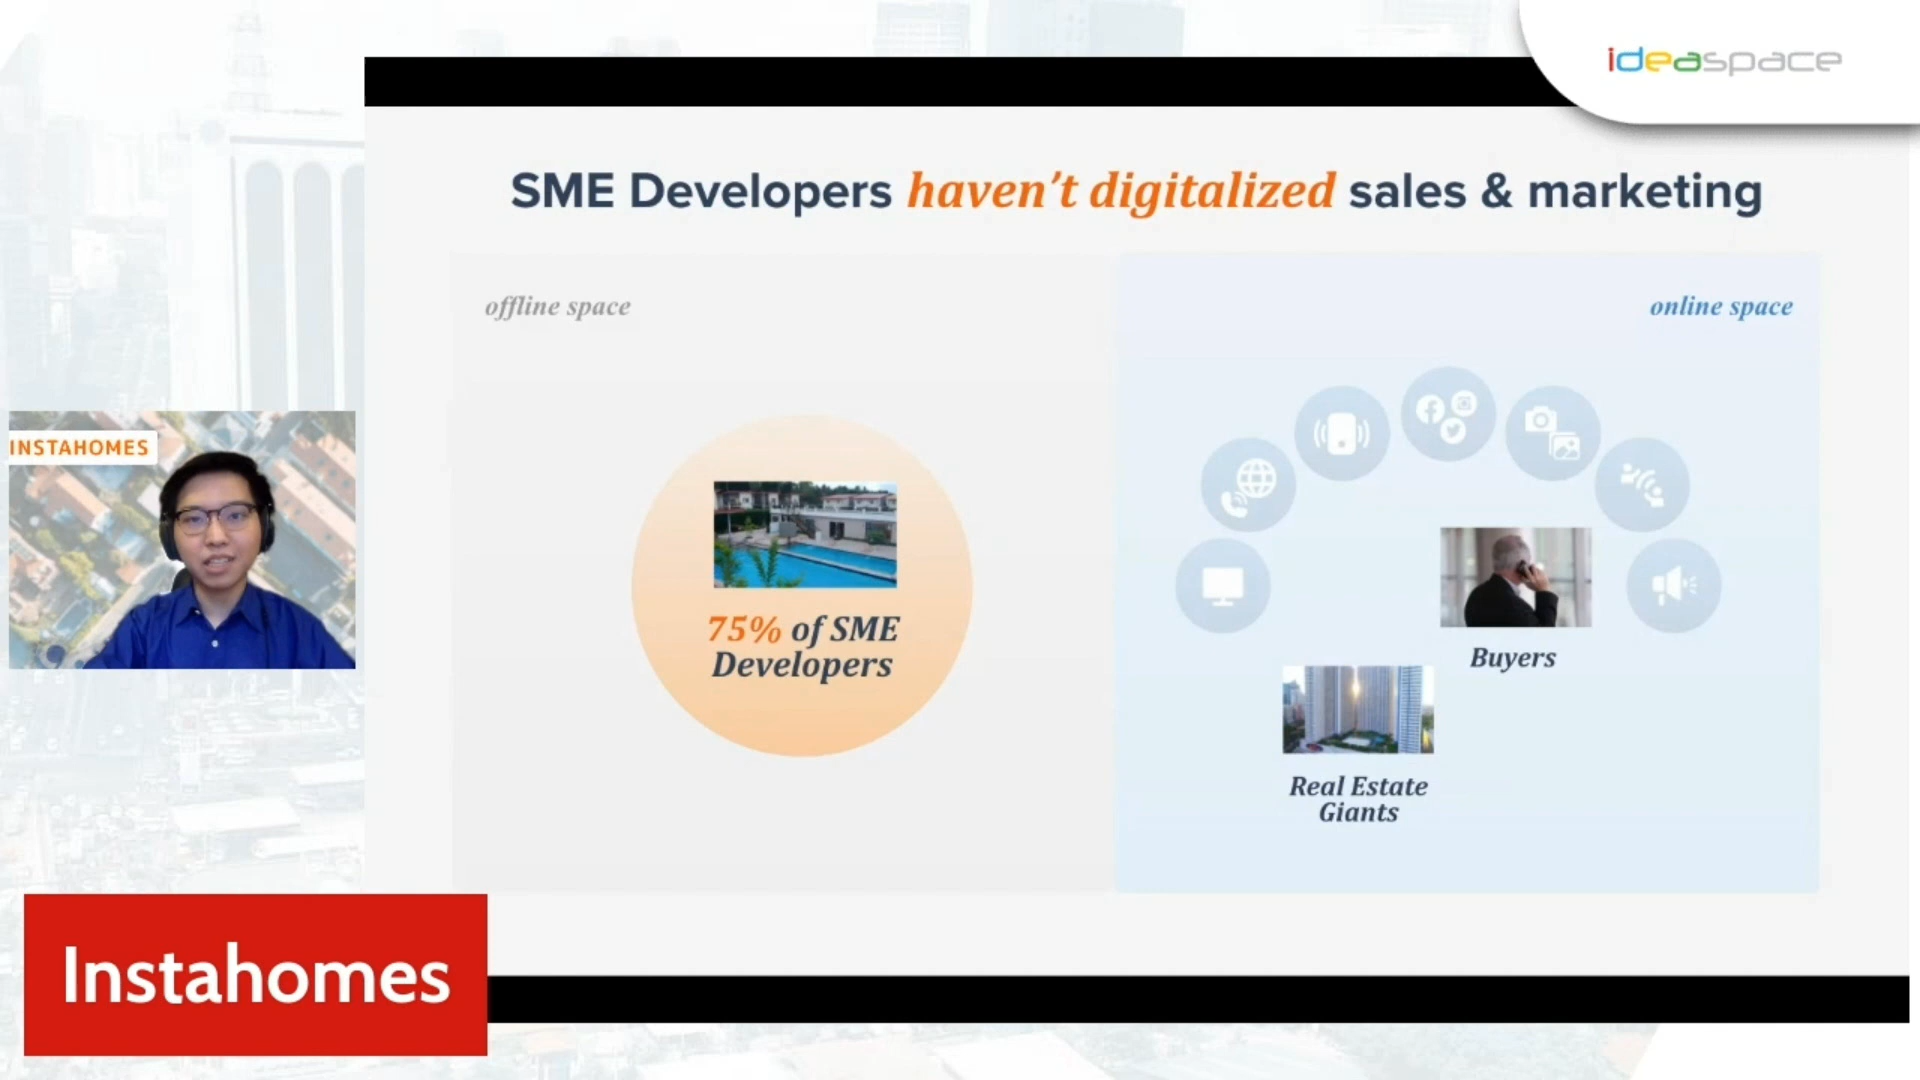 ideaspace
SME Developers haven't digitalized sales & marketing
offline space
online space
INSTAHOMES
75% of SME
Developers
Buyers
Real Estate
Giants
Instahomes